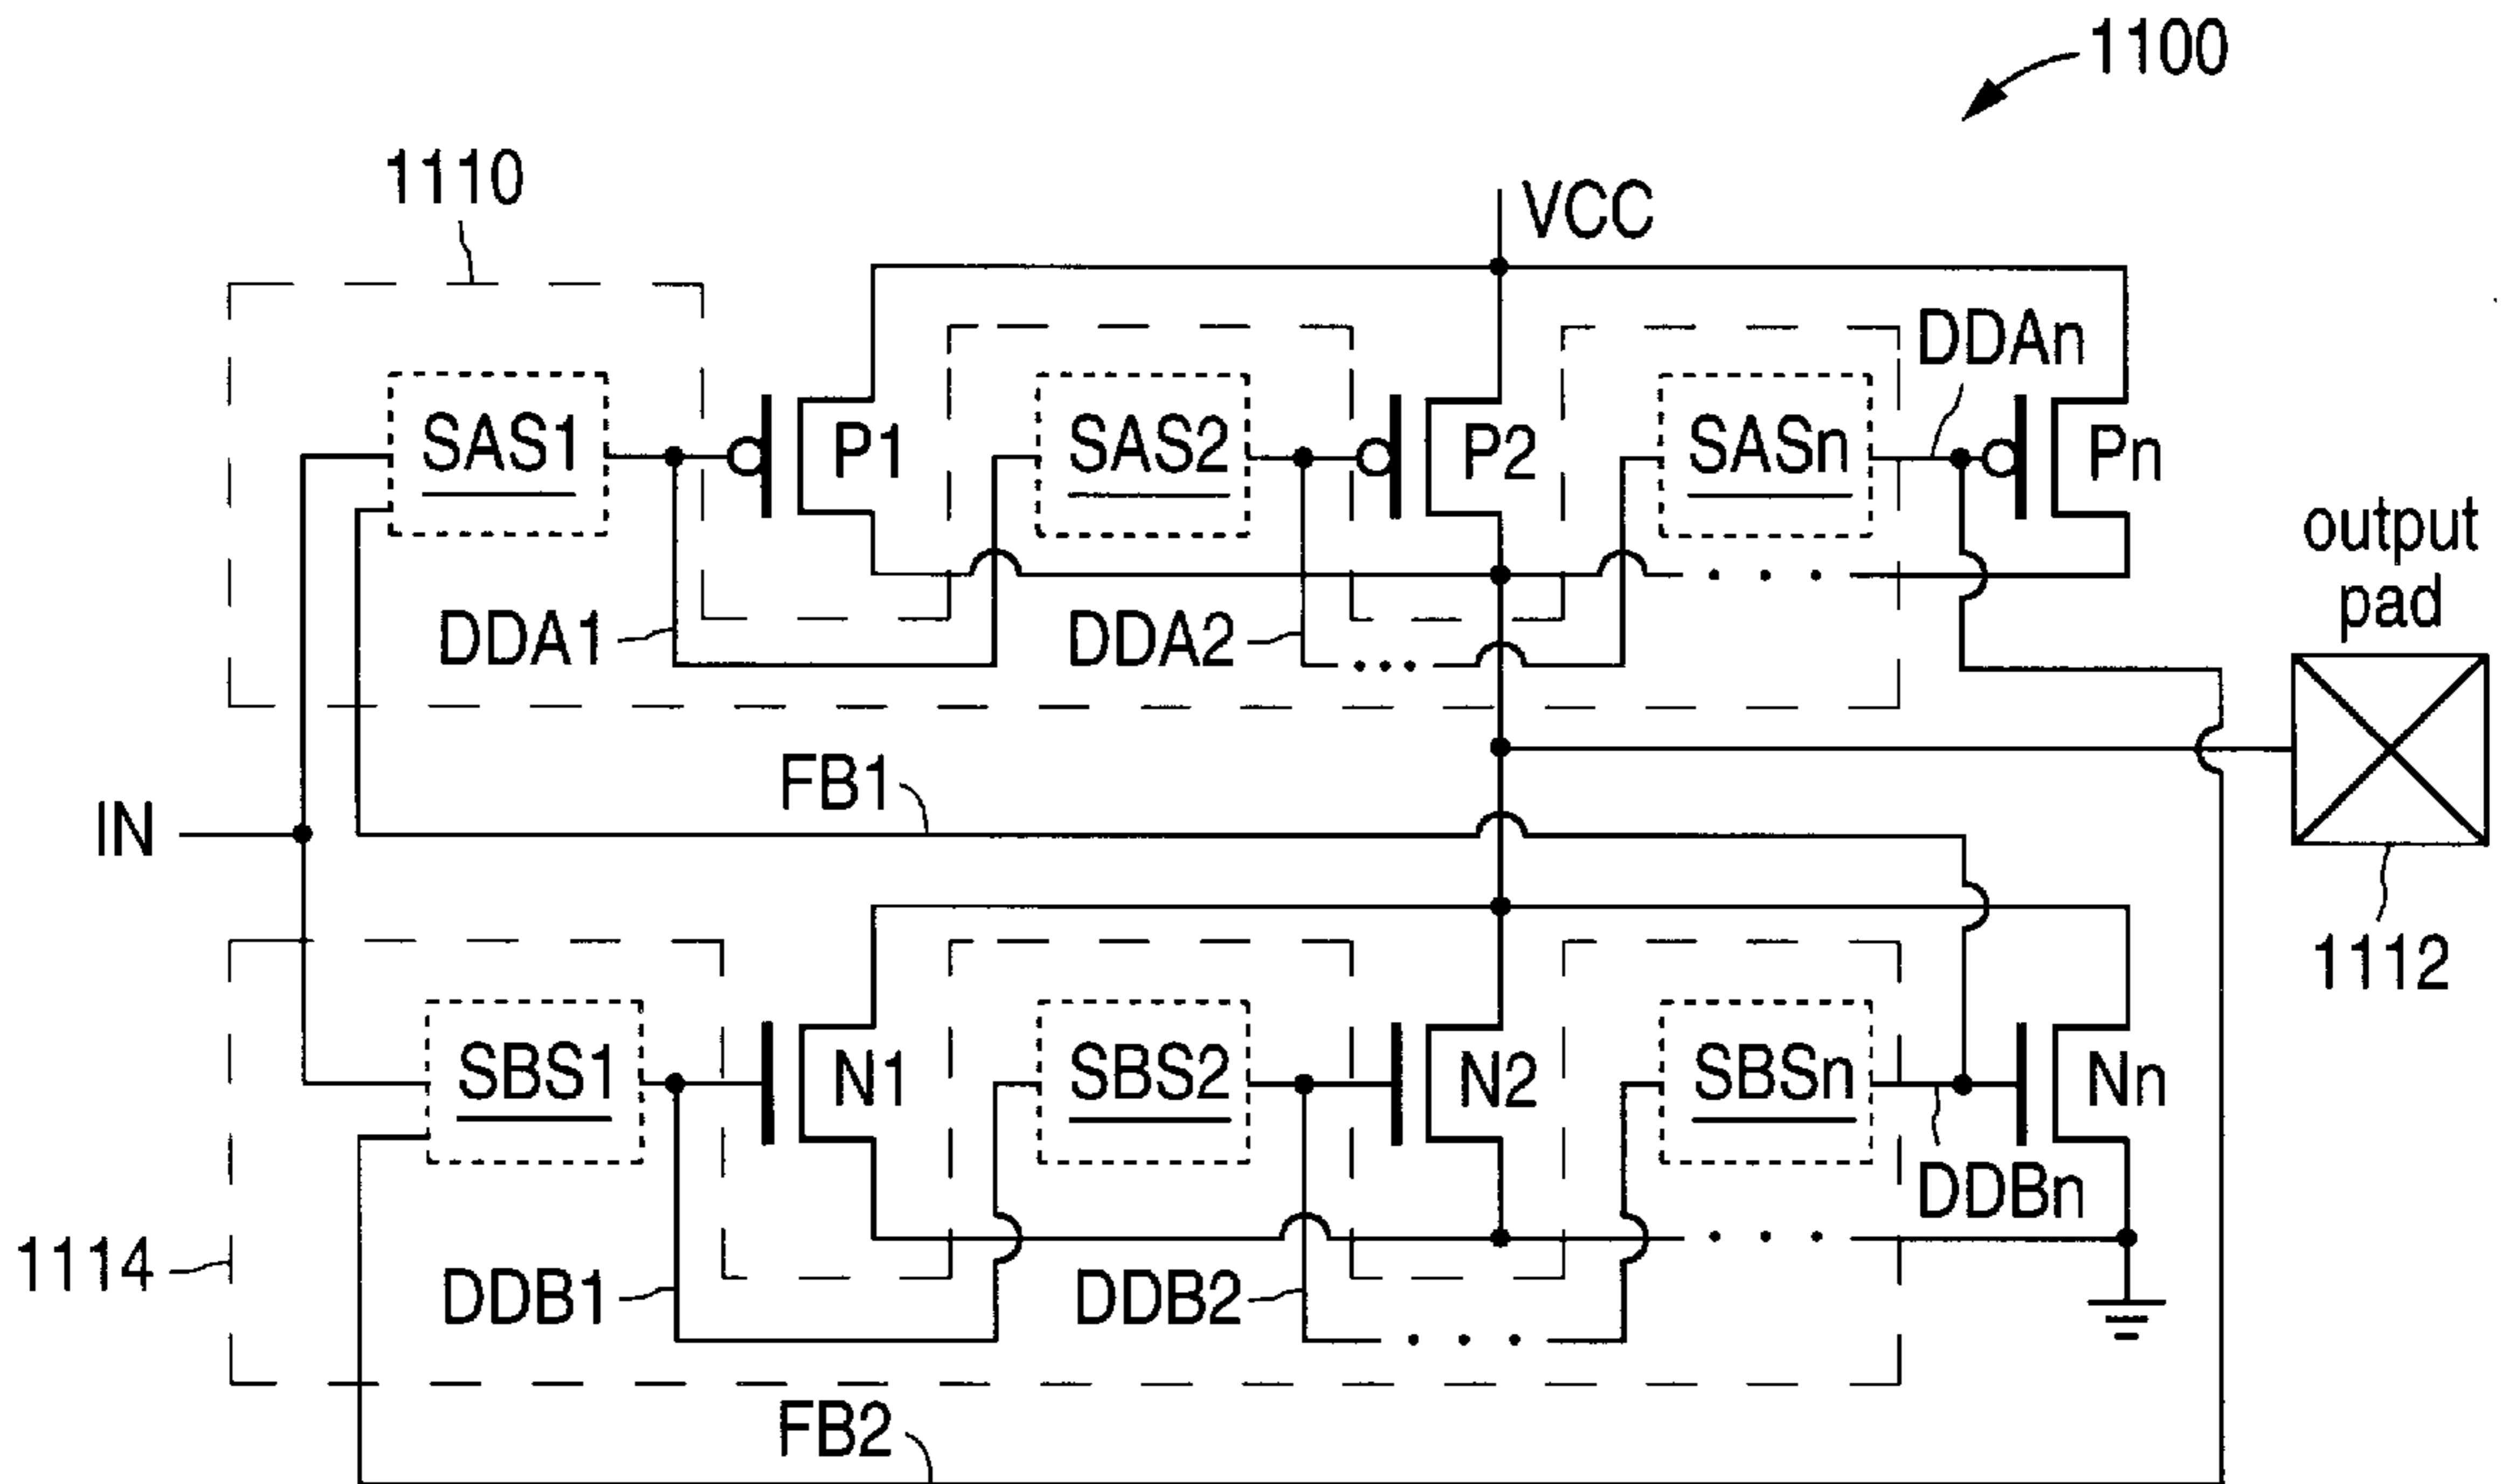 1100
1110
VCC
DDAn
SAS1
P1
SAS2
P2
SASn
Pn
output
pad
DDA1
DDA2
FB1
IN
1112
SBS1
N1
SBS2
N2
SBSn
Nn
DDBn
1114
DDB1
DDB2
FB2